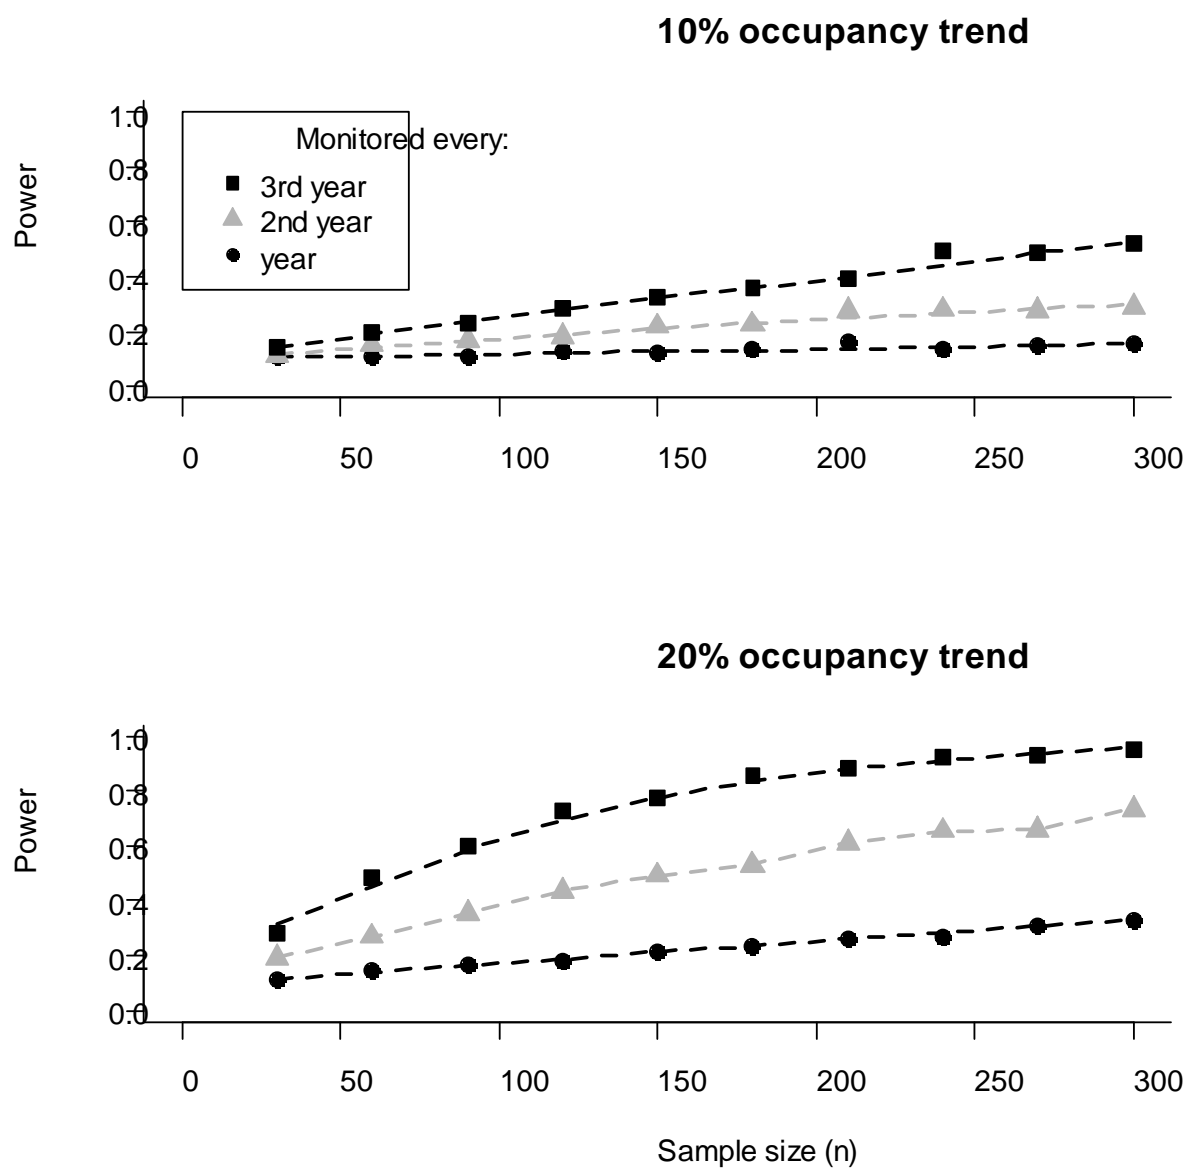 10% occupancy trend
Power
1.0
0.8
0.6
0.4
0.2
0.0
Monitored every:
3rd year
2nd year
year
0 50 100 150 200 250 300
20% occupancy trend
Power
1.0
0.8
0.6
0.4
0.2
0.0
0 50 100 150 200 250 300
Sample size (n)